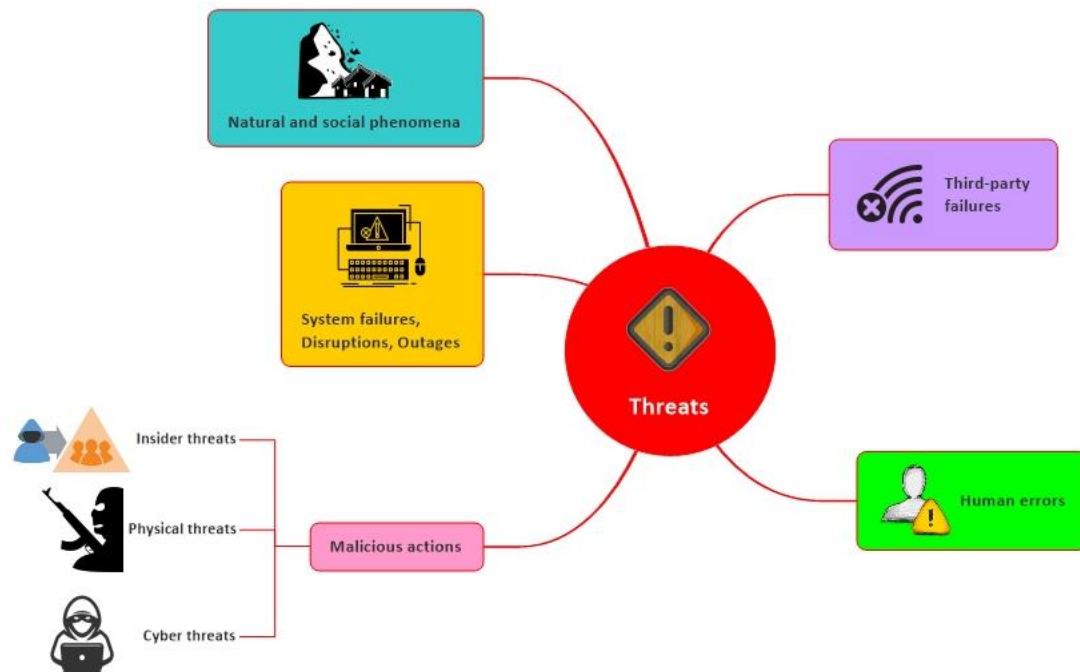 Natural and social phenomena
Third-party
failures
System failures,
Disruptions, Outages
Threats
Insider threats
Physical threats
Cyber threats
Malicious actions
Human errors